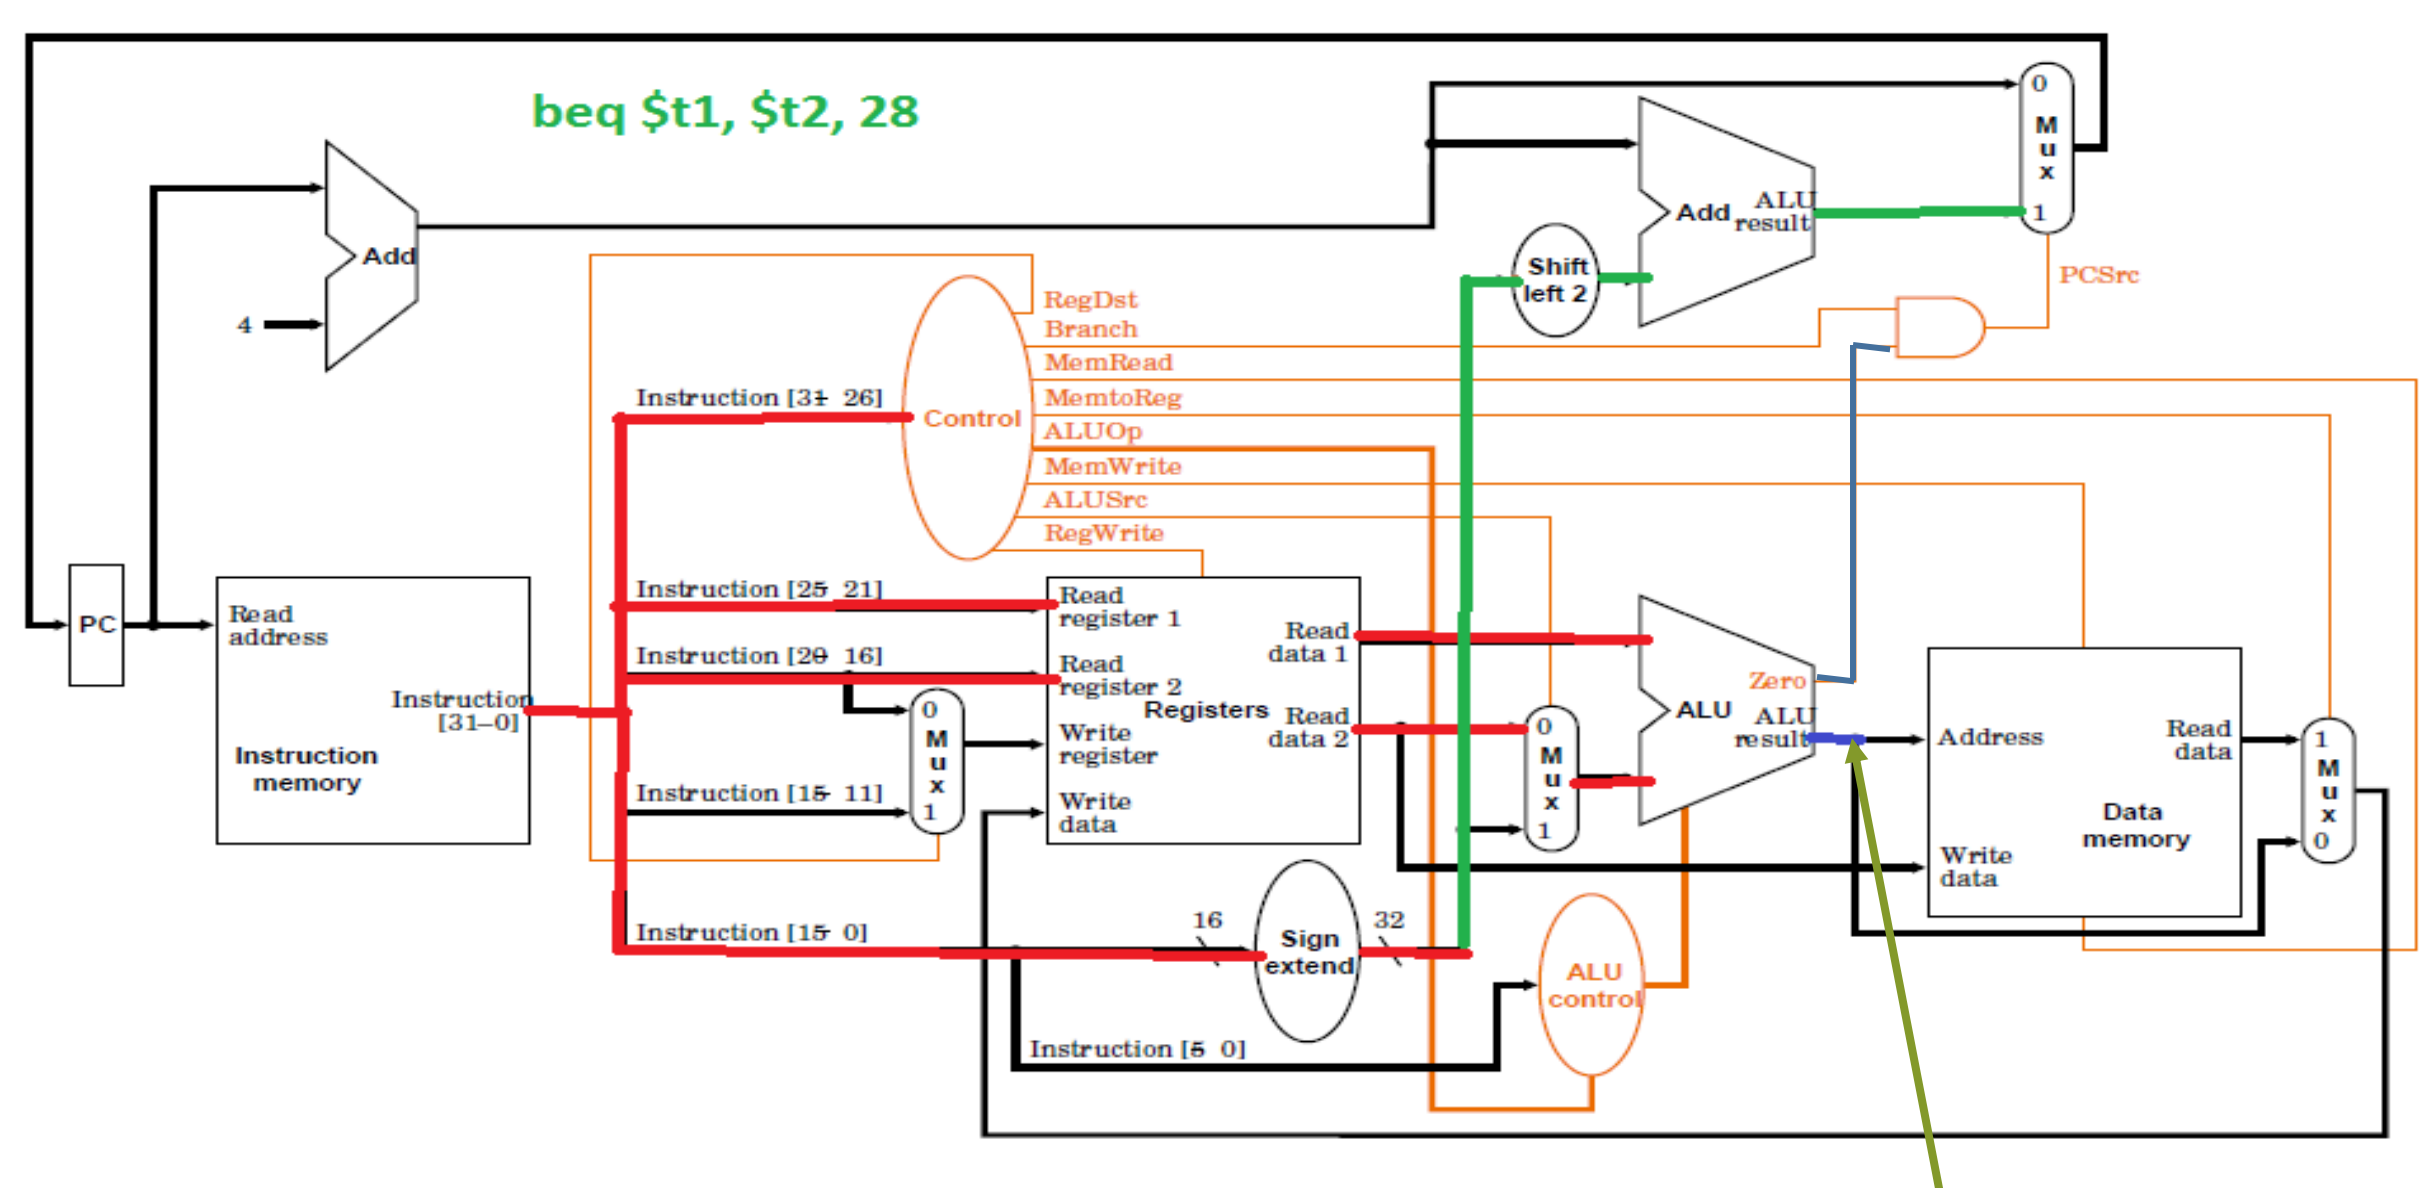 beq $t1, $t2, 28
0
M
u
x
1
Add
ALU
result
Add
4
Shift
left 2
PCSrc
RegDst
Branch
MemRead
MemtoReg
ALUOp
MemWrite
ALUSrc
RegWrite
Control
Instruction [31 26]
Instruction [25 21]
Instruction [20 16]
Instruction [15 11]
Instruction [15 0]
Instruction [5 0]
PC
Read
address
Instruction
[31–0]
Instruction
memory
0
M
u
x
1
Read
register 1
Read
register 2
Write
register
Write
data
Registers
Read
data 1
Read
data 2
16
Sign
extend
32
0
M
u
x
1
Zero
ALU
ALU
result
ALU
control
Address
Write
data
Read
data
Data
memory
1
M
u
x
0